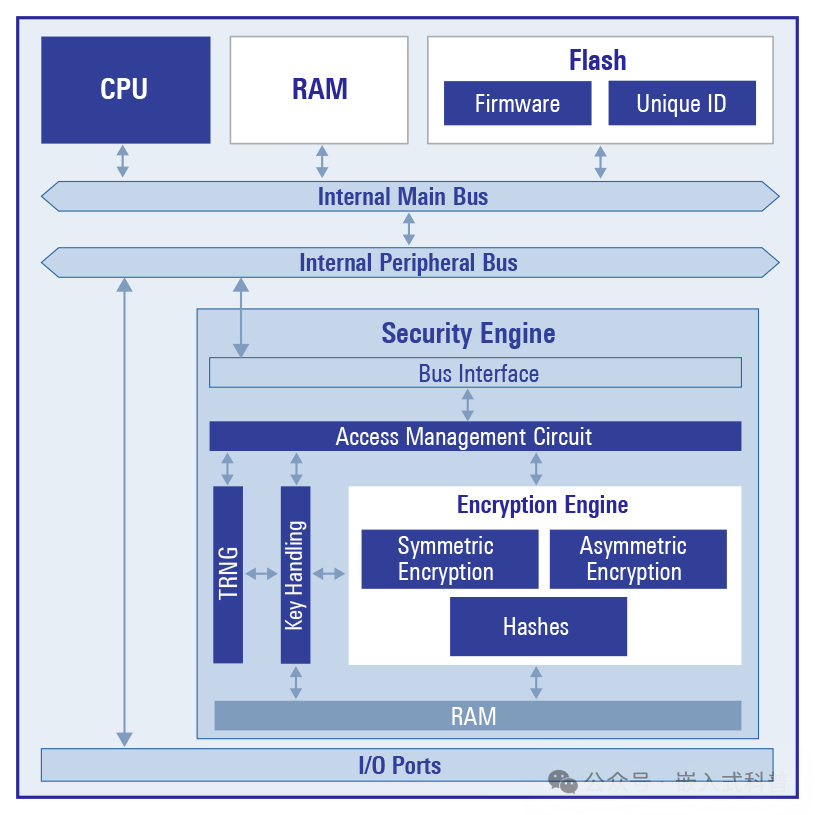 CPU
RAM
Flash
Firmware
Unique ID
Internal Main Bus
Internal Peripheral Bus
Security Engine
Bus Interface
Access Management Circuit
TRNG
Key Handling
Encryption Engine
Symmetric
Encryption
Asymmetric
Encryption
Hashes
RAM
I/O Ports
公众号 · 嵌入式科普